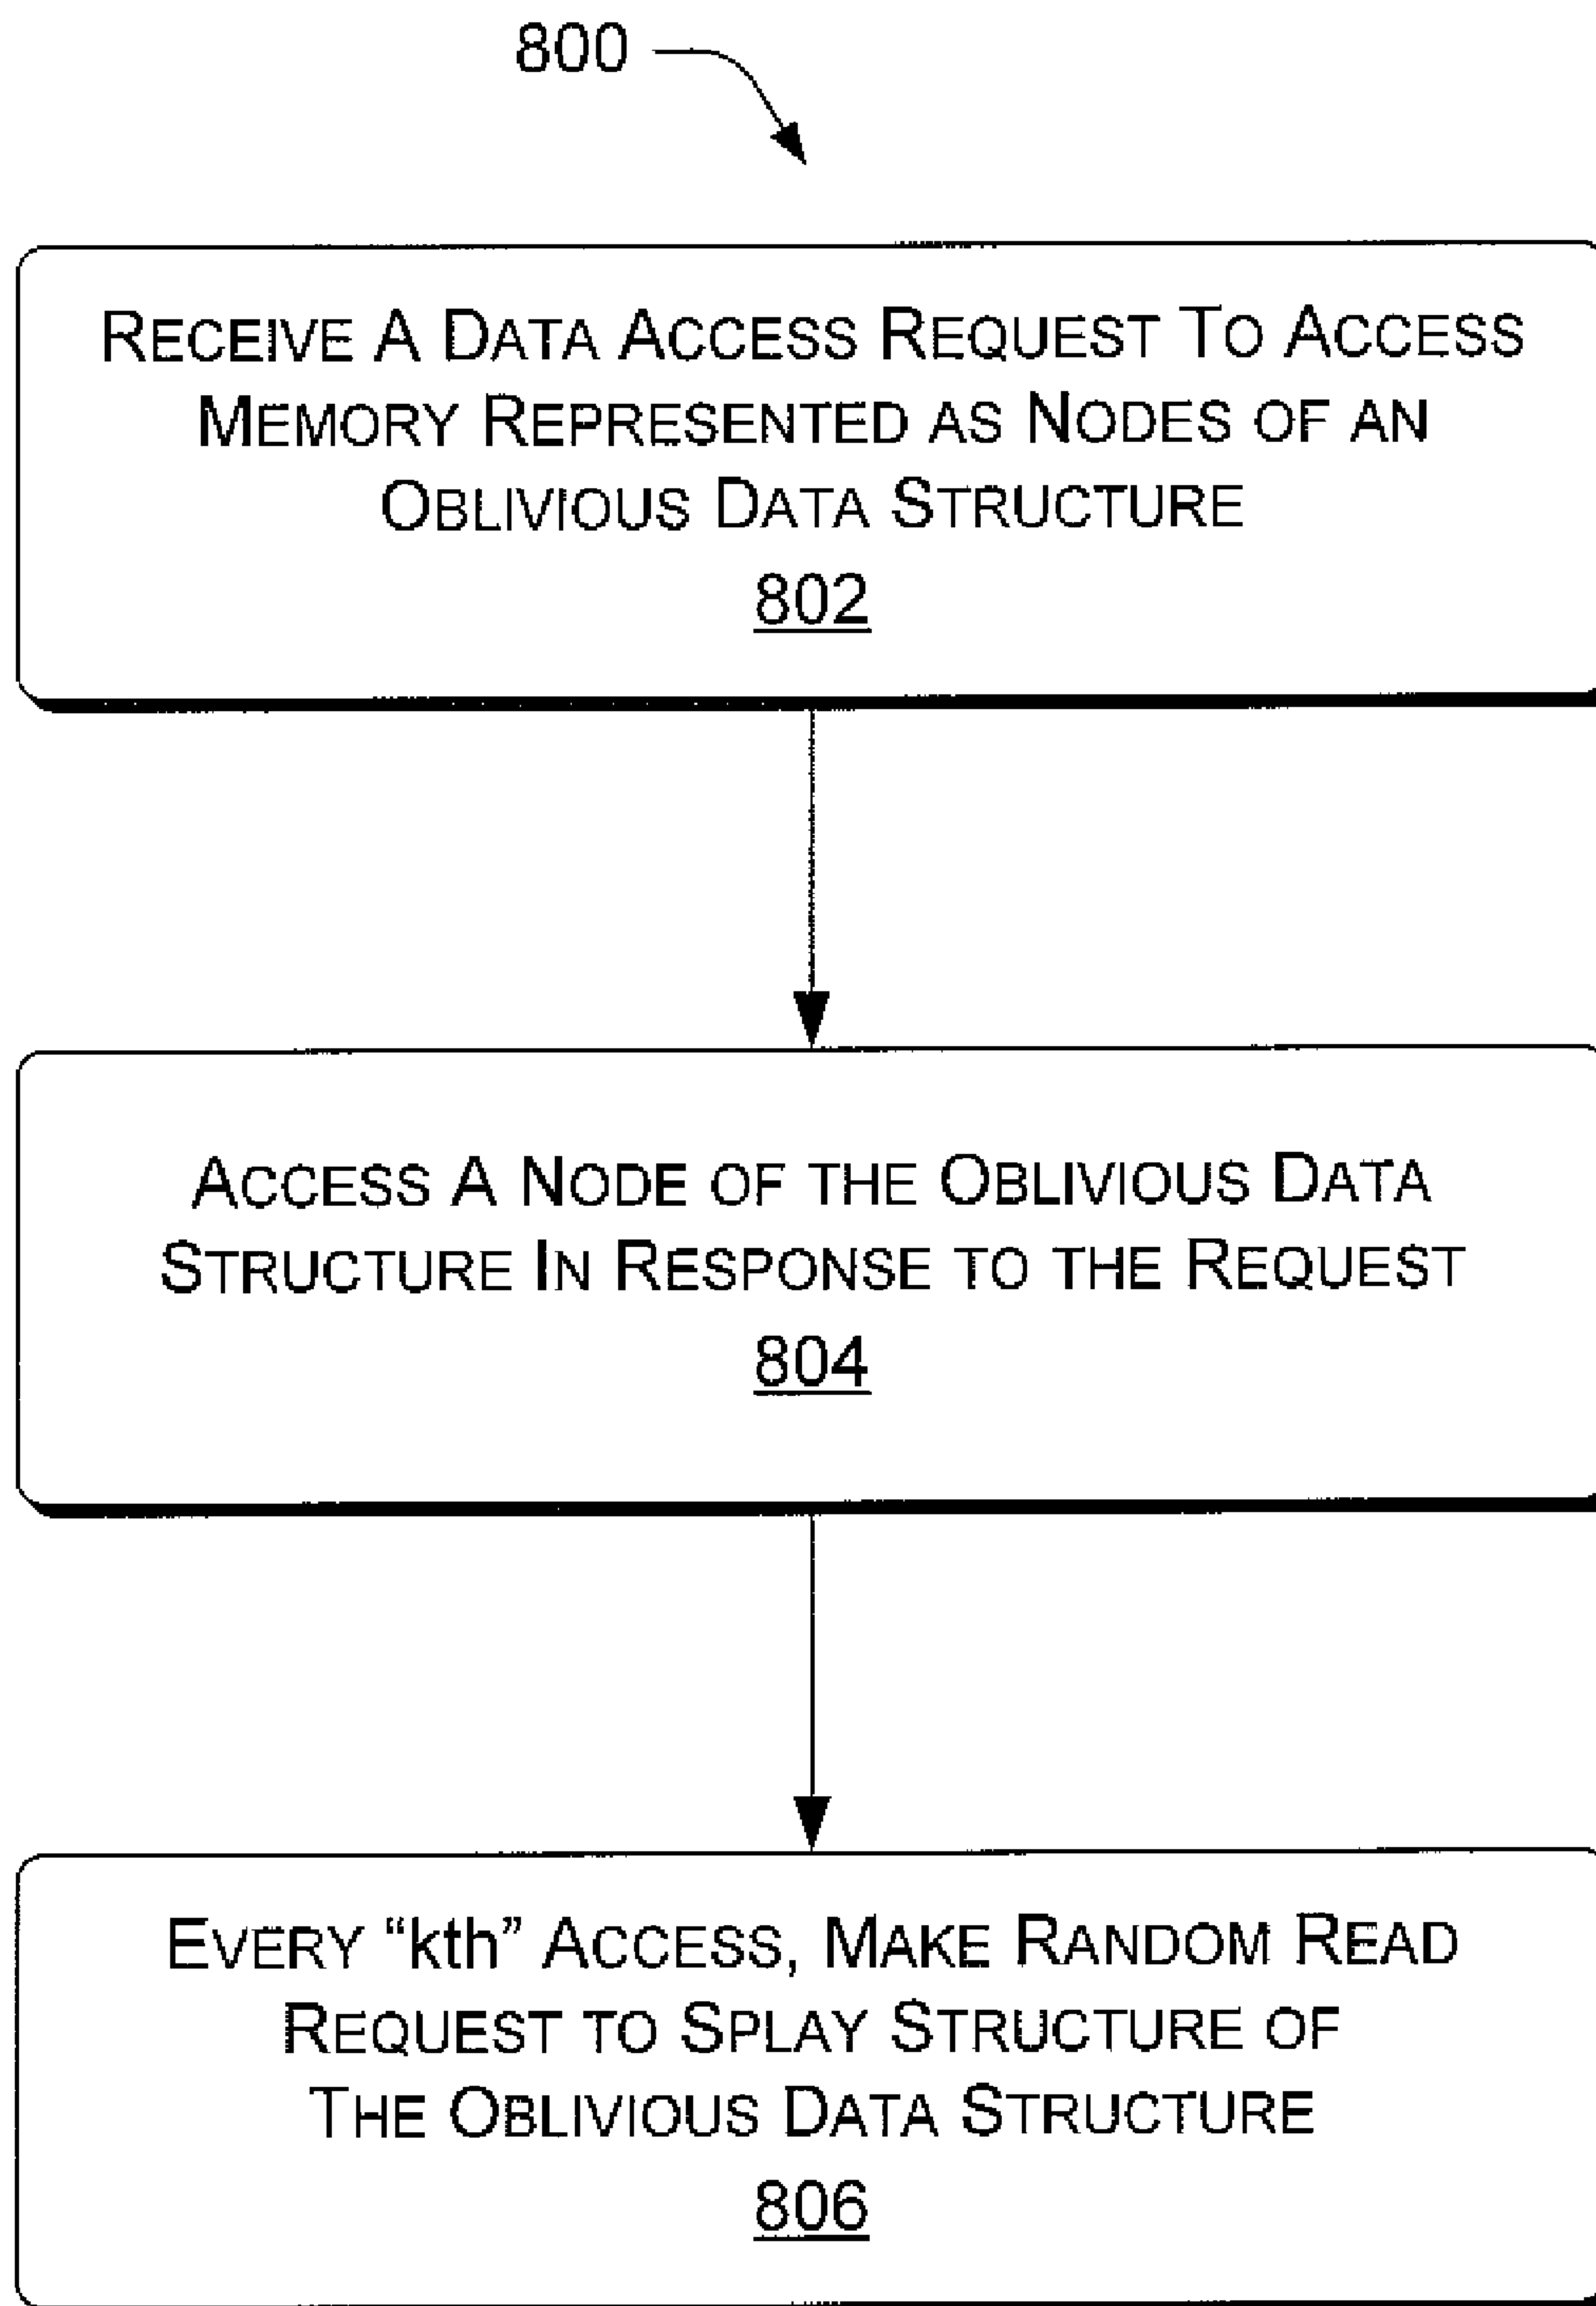 800
RECEIVE A DATA ACCESS REQUEST TO ACCESS
MEMORY REPRESENTED AS NODES OF AN
OBLIVIOUS DATA STRUCTURE
802
ACCESS A NODE OF THE OBLIVIOUS DATA
STRUCTURE IN RESPONSE TO THE REQUEST
804
EVERY “kth” ACCESS, MAKE RANDOM READ
REQUEST TO SPLAY STRUCTURE OF
THE OBLIVIOUS DATA STRUCTURE
806